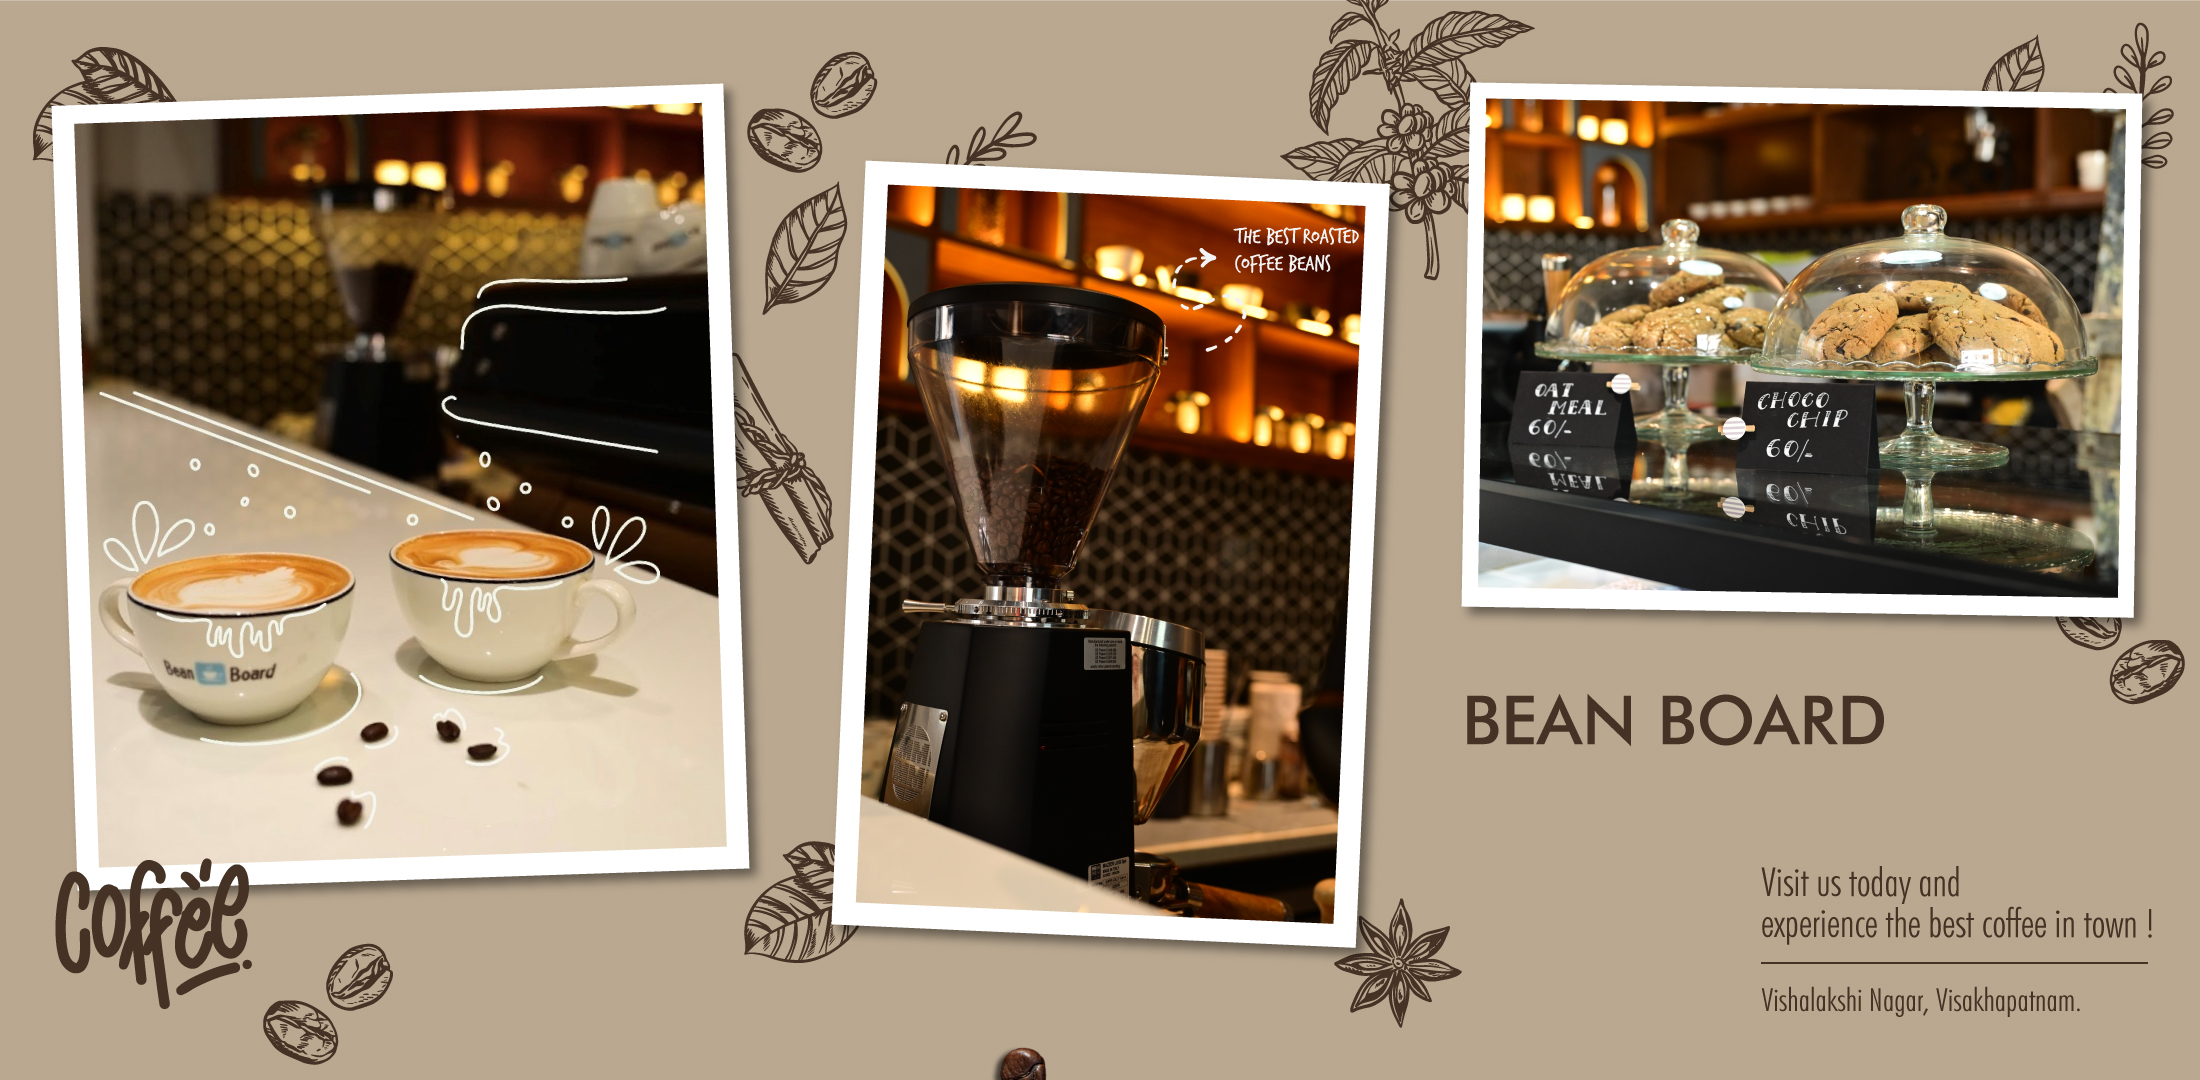 THE BEST ROASTED
COFFEE BEANS
OAT
MEAL
60/-
CHOCO
CHIP
60/-
Bean Board
BEAN BOARD
coffee
Visit us today and
experience the best coffee in town !
Vishalakshi Nagar, Visakhapatnam.